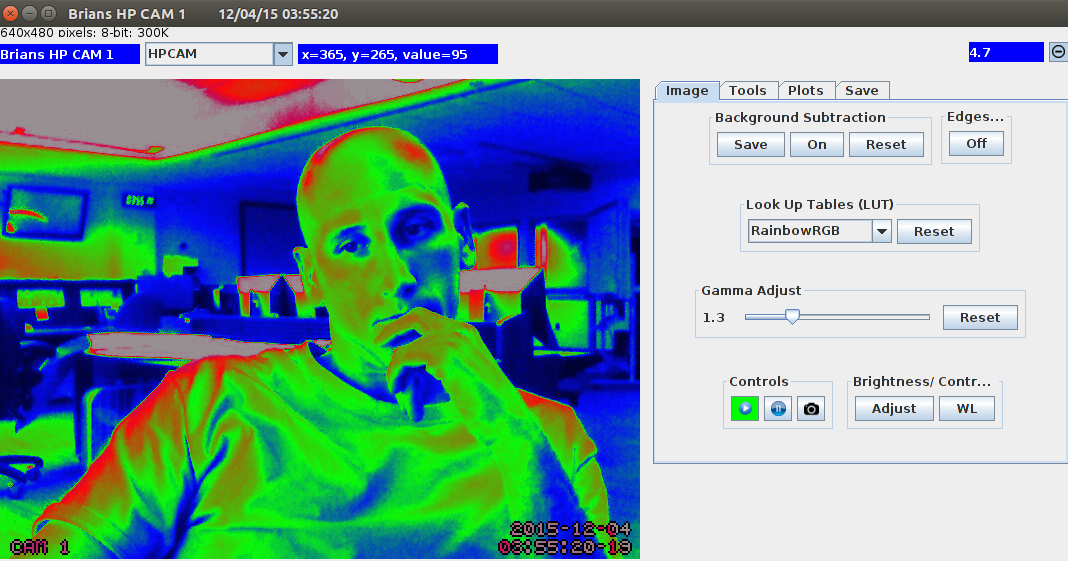 Brians HP CAM 1 12/04/15 03:55:20
640x480 pixels: 8-bit: 300K
Brians HP CAM 1 HPCAM x=365, y=265, value=95 4.7
Image Tools Plots Save
Background Subtraction Edges...
Save On Reset Off
Look Up Tables (LUT)
RainbowRGB Reset
Gamma Adjust
1.3 Reset
Controls Brightness/ Contr...
Adjust WL
2015-12-04
CAM 1 03:55:20-19